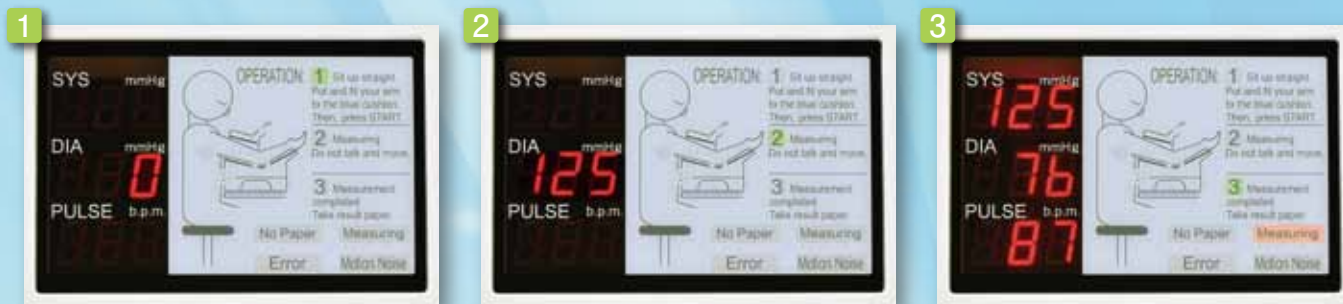 1
SYS mmHg
DIA mmHg
0
PULSE b.p.m.
OPERATION: 1 Sit up straight
Put and fit your arm
to the blue cushion.
Then, press START.
2 Measuring
Do not talk and move.
3 Measurement
completed
Take result paper.
No Paper Measuring
Error Motion Noise
2
SYS mmHg
DIA mmHg
125
PULSE b.p.m.
OPERATION: 1 Sit up straight
Put and fit your arm
to the blue cushion.
Then, press START.
2 Measuring
Do not talk and move.
3 Measurement
completed
Take result paper.
No Paper Measuring
Error Motion Noise
3
SYS mmHg
125
DIA mmHg
76
PULSE b.p.m.
87
OPERATION: 1 Sit up straight
Put and fit your arm
to the blue cushion.
Then, press START.
2 Measuring
Do not talk and move.
3 Measurement
completed
Take result paper.
No Paper Measuring
Error Motion Noise